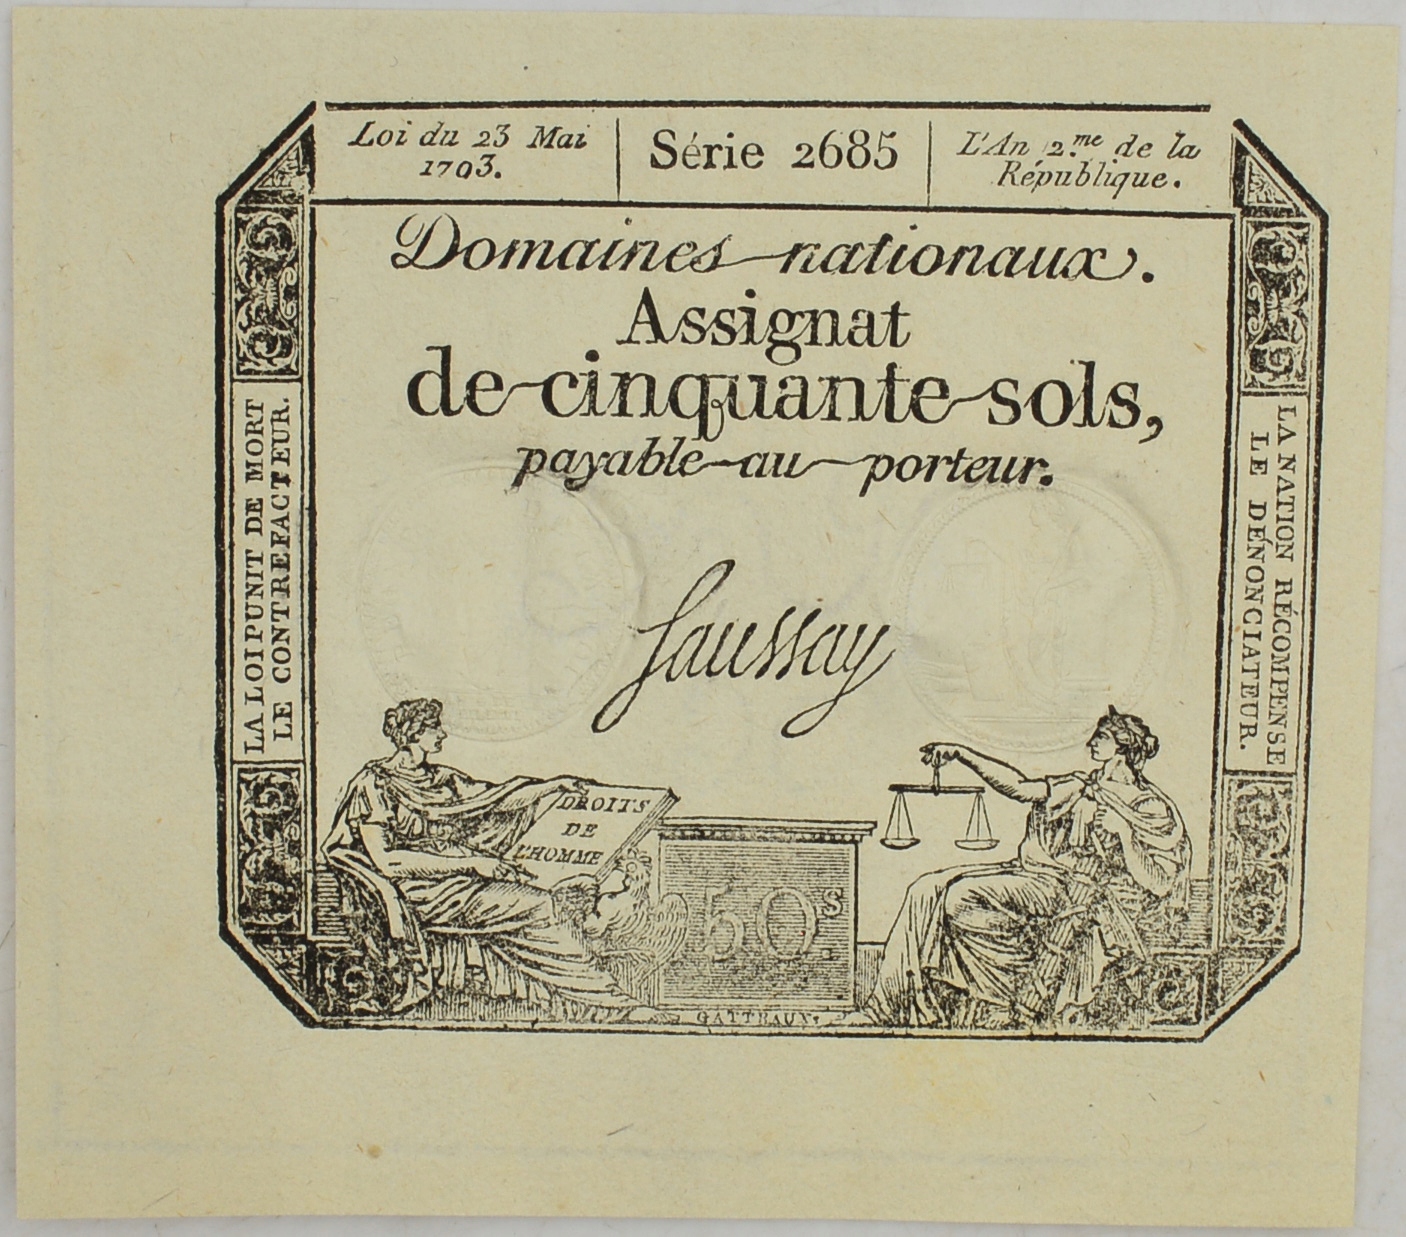 Loi du 23 Mai
1793.
Série 2685
L'An 2.me de la
République.
Domaines nationaux.
Assignat
de cinquante sols,
payable au porteur.
LA LOI PUNIT DE MORT
LE CONTREFACTEUR.
LA NATION RÉCOMPENSE
LE DÉNONCIATEUR.
Saussay
DROITS
DE
L'HOMME
50s.
GATTEAUX.